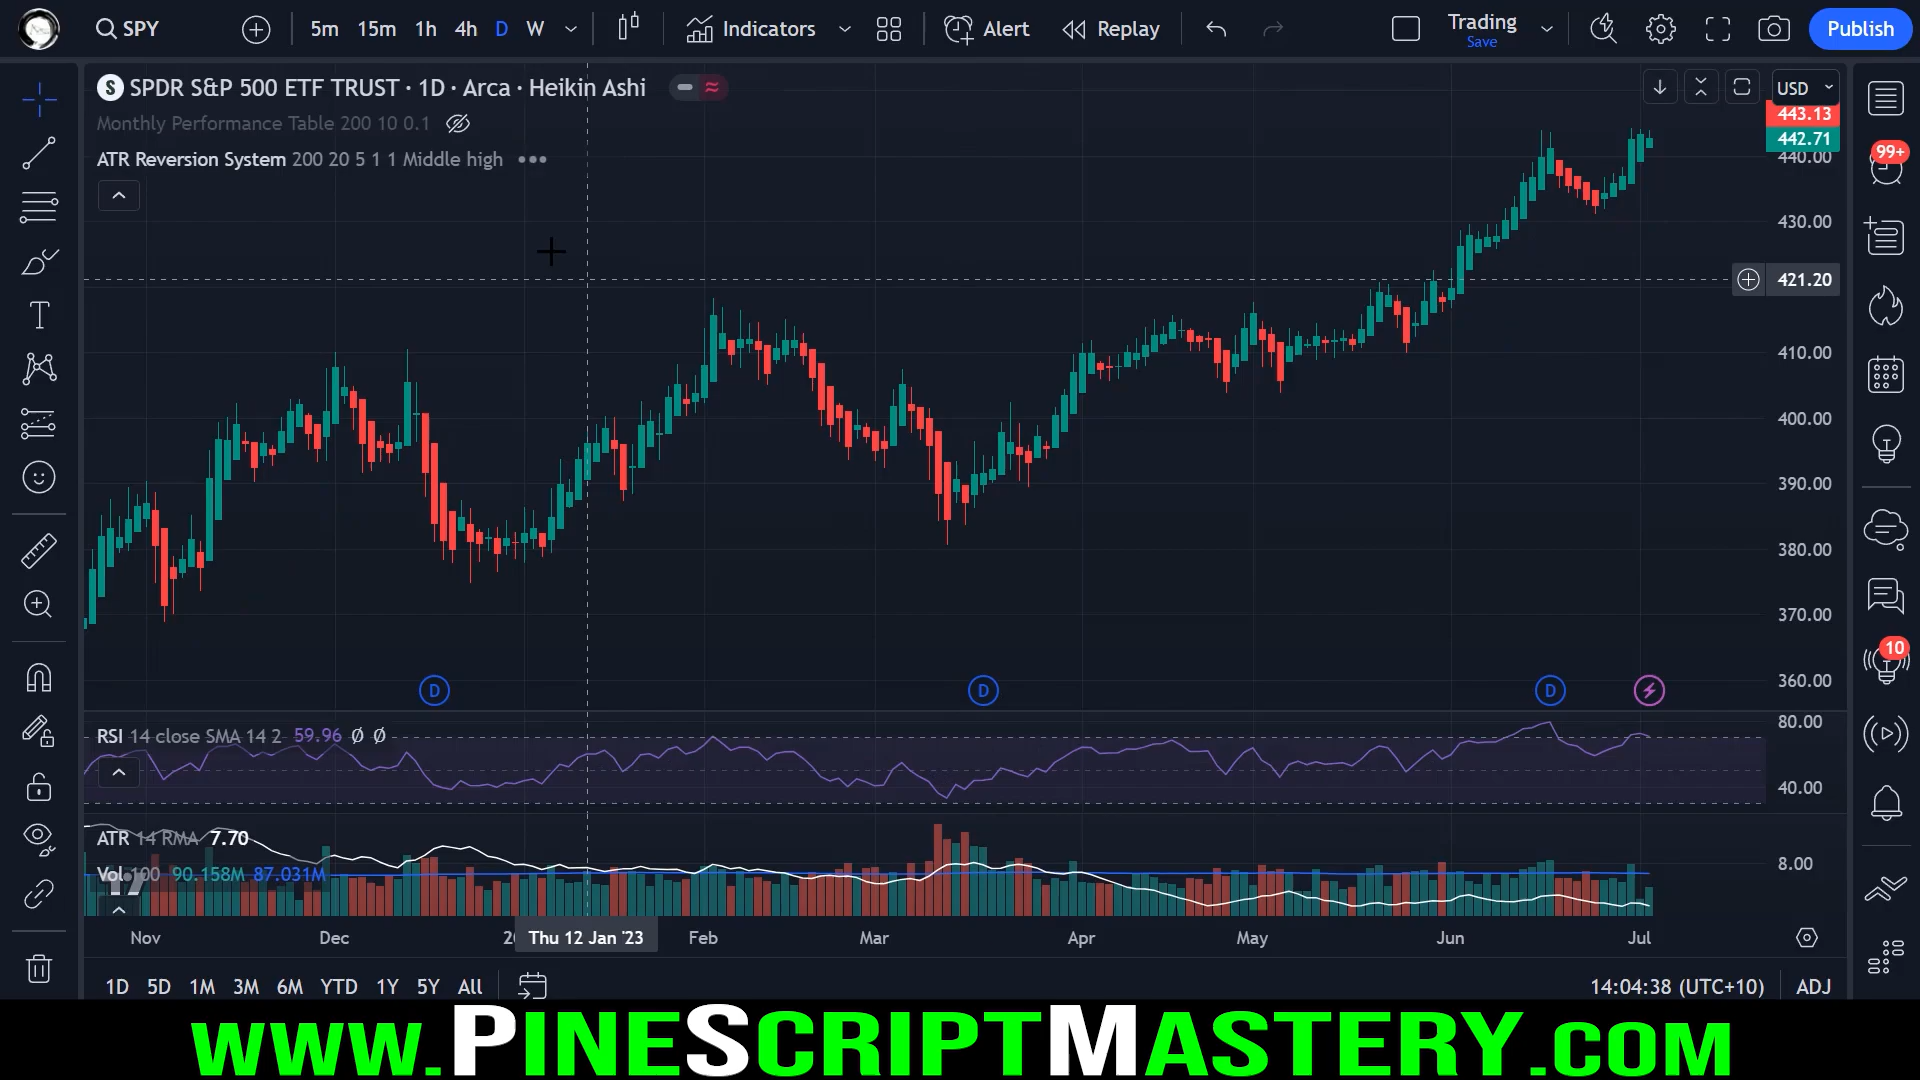 SPY 5m 15m 1h 4h D W Indicators Alert Replay Trading Save Publish
S SPDR S&P 500 ETF TRUST · 1D · Arca · Heikin Ashi
USD
Monthly Performance Table 200 10 0.1
443.13
442.71
ATR Reversion System 200 20 5 1 1 Middle high
440.00
99+
430.00
421.20
410.00
400.00
390.00
380.00
370.00
360.00
10
D D D
RSI 14 close SMA 14 2 59.96 Ø Ø
80.00
40.00
ATR 14 RMA 7.70
Vol 100 90.158M 87.031M
8.00
Nov Dec 20 Thu 12 Jan '23 Feb Mar Apr May Jun Jul
1D 5D 1M 3M 6M YTD 1Y 5Y All 14:04:38 (UTC+10) ADJ
www.PineScriptMastery.com